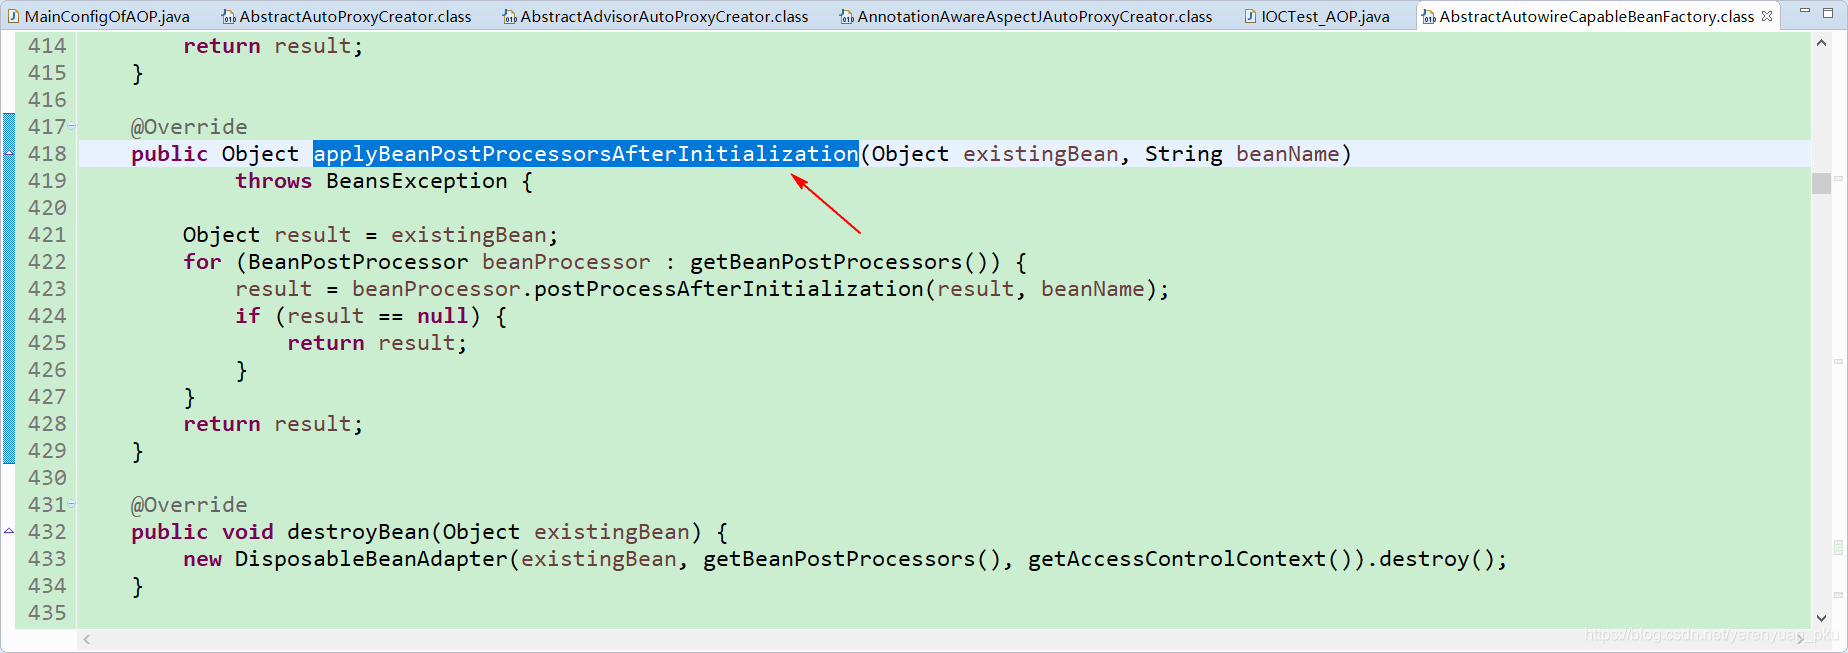 MainConfigOfAOP.java AbstractAutoProxyCreator.class AbstractAdvisorAutoProxyCreator.class AnnotationAwareAspectJAutoProxyCreator.class IOCTest_AOP.java AbstractAutowireCapableBeanFactory.class
414         return result;
415     }
416
417     @Override
418     public Object applyBeanPostProcessorsAfterInitialization(Object existingBean, String beanName)
419             throws BeansException {
420
421         Object result = existingBean;
422         for (BeanPostProcessor beanProcessor : getBeanPostProcessors()) {
423             result = beanProcessor.postProcessAfterInitialization(result, beanName);
424             if (result == null) {
425                 return result;
426             }
427         }
428         return result;
429     }
430
431     @Override
432     public void destroyBean(Object existingBean) {
433         new DisposableBeanAdapter(existingBean, getBeanPostProcessors(), getAccessControlContext()).destroy();
434     }
435
https://blog.csdn.net/yerenyuan_pku